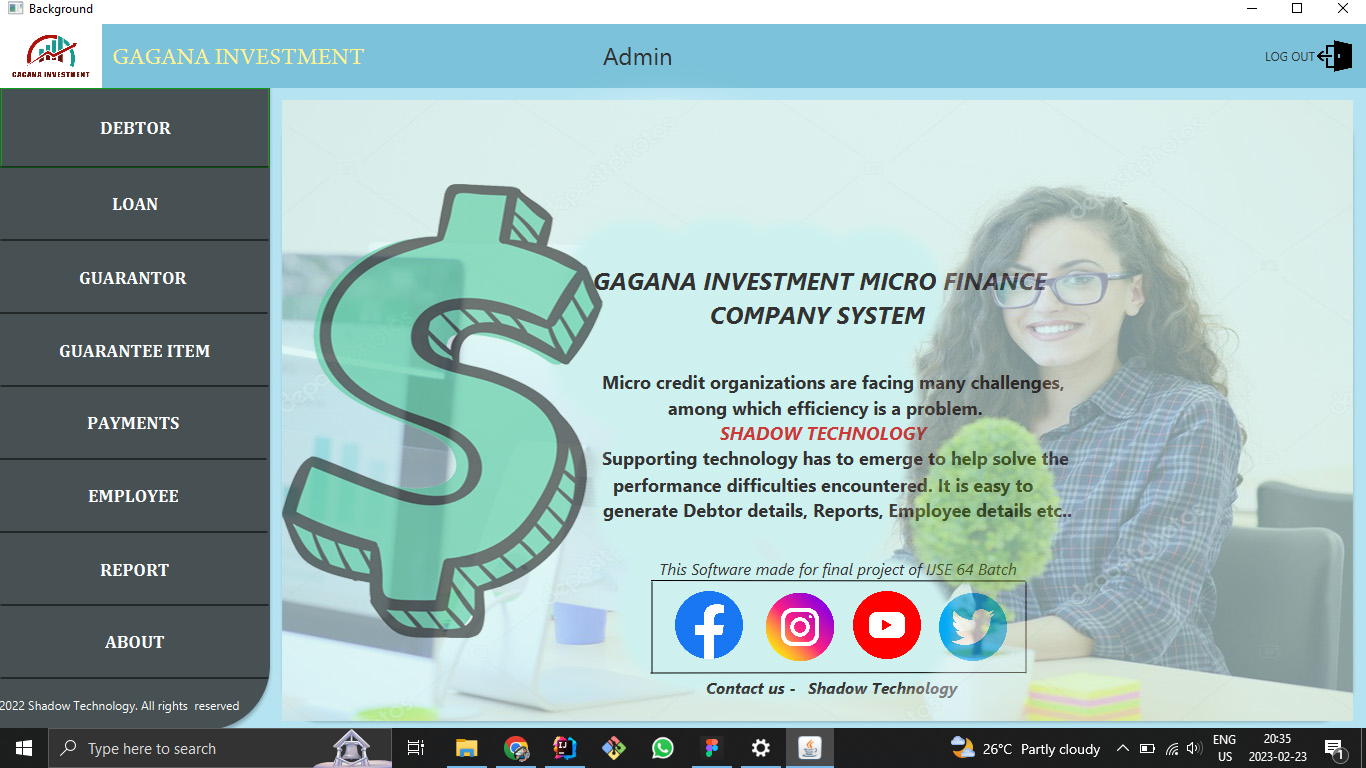 Background
GAGANA INVESTMENT
GAGANA INVESTMENT
Admin
LOG OUT
DEBTOR
LOAN
GUARANTOR
GUARANTEE ITEM
PAYMENTS
EMPLOYEE
REPORT
ABOUT
2022 Shadow Technology. All rights reserved
GAGANA INVESTMENT MICRO FINANCE
COMPANY SYSTEM
Micro credit organizations are facing many challenges,
among which efficiency is a problem.
SHADOW TECHNOLOGY
Supporting technology has to emerge to help solve the
performance difficulties encountered. It is easy to
generate Debtor details, Reports, Employee details etc..
This Software made for final project of IJSE 64 Batch
Contact us - Shadow Technology
depositphotos
Type here to search
26°C Partly cloudy
ENG
US
20:35
2023-02-23
1